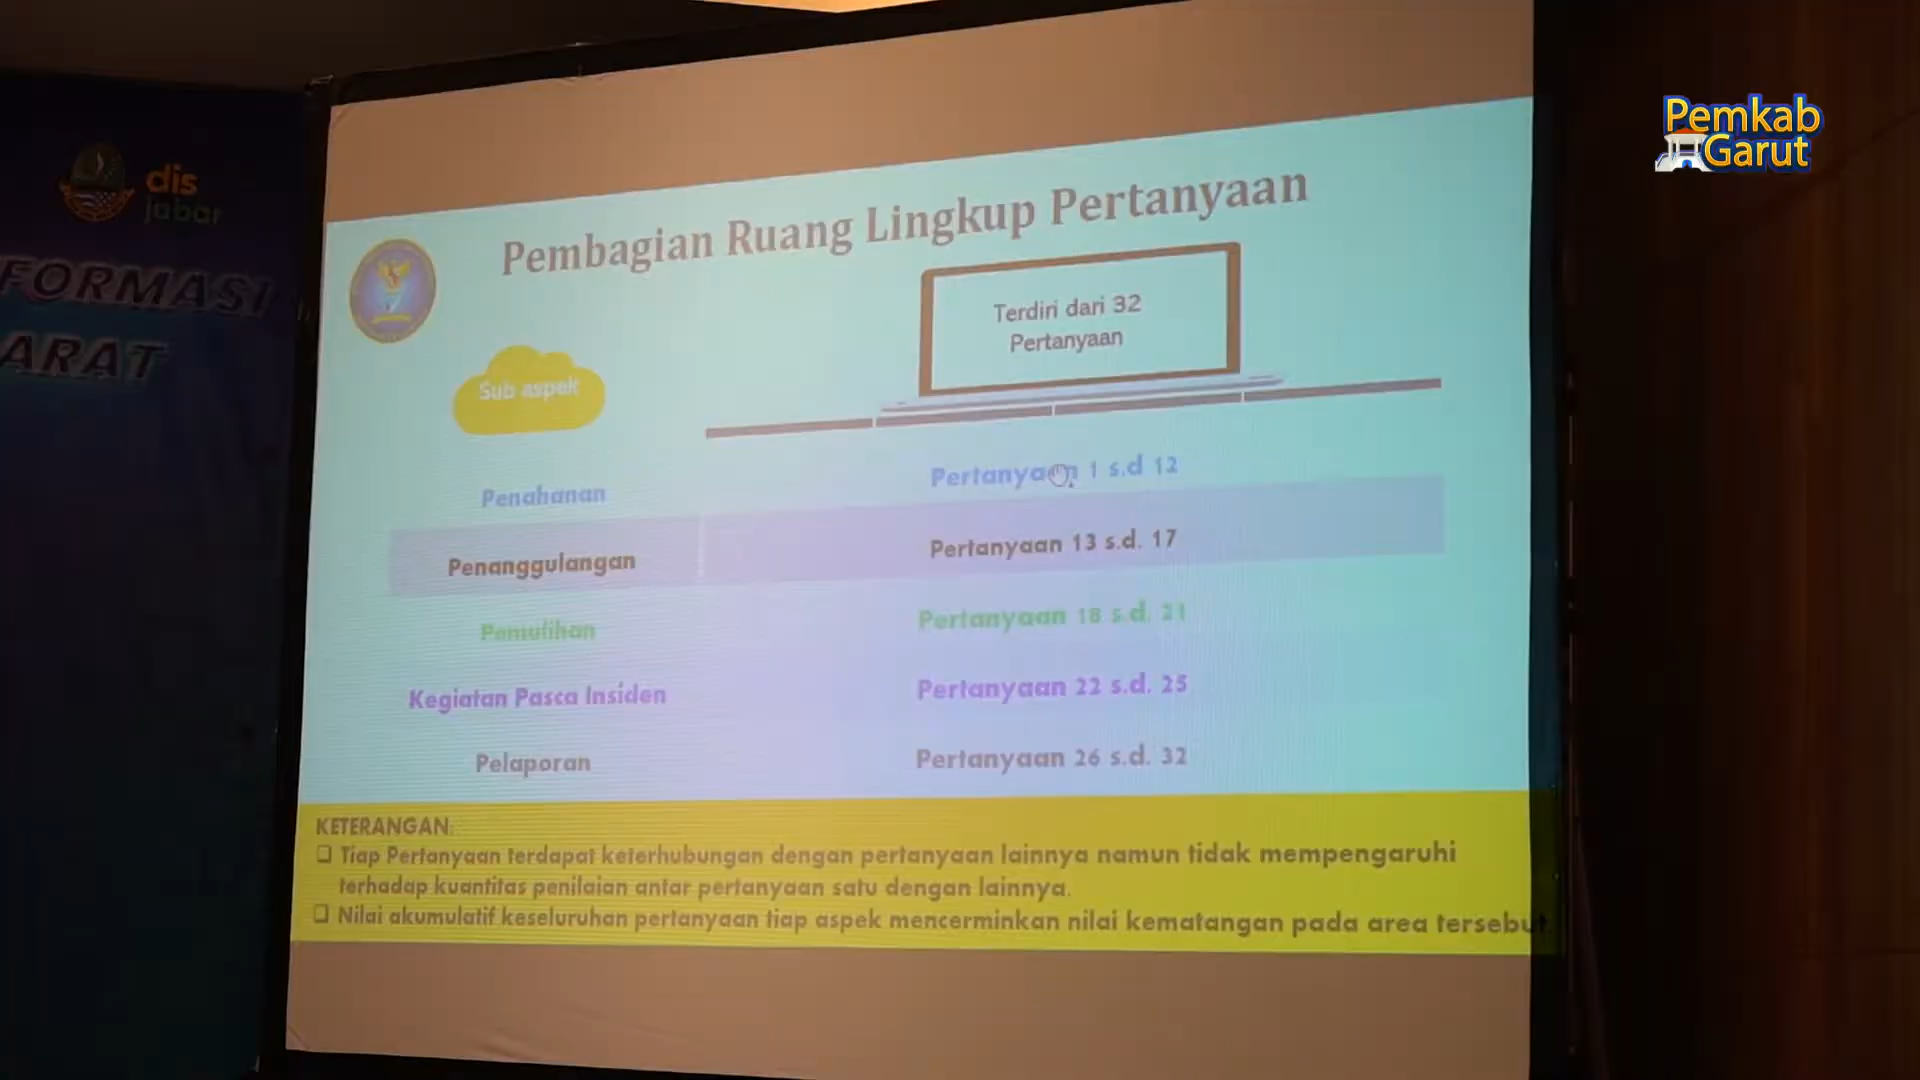 Pemkab
Garut
dis
jabar
FORMASI
ARAT
Pembagian Ruang Lingkup Pertanyaan
Terdiri dari 32
Pertanyaan
Sub aspek
Penahanan
Pertanyaan 1 s.d 12
Penanggulangan
Pertanyaan 13 s.d. 17
Pemulihan
Pertanyaan 18 s.d. 21
Kegiatan Pasca Insiden
Pertanyaan 22 s.d. 25
Pelaporan
Pertanyaan 26 s.d. 32
KETERANGAN:
Tiap Pertanyaan terdapat keterhubungan dengan pertanyaan lainnya namun tidak mempengaruhi
terhadap kuantitas penilaian antar pertanyaan satu dengan lainnya.
Nilai akumulatif keseluruhan pertanyaan tiap aspek mencerminkan nilai kematangan pada area tersebut.